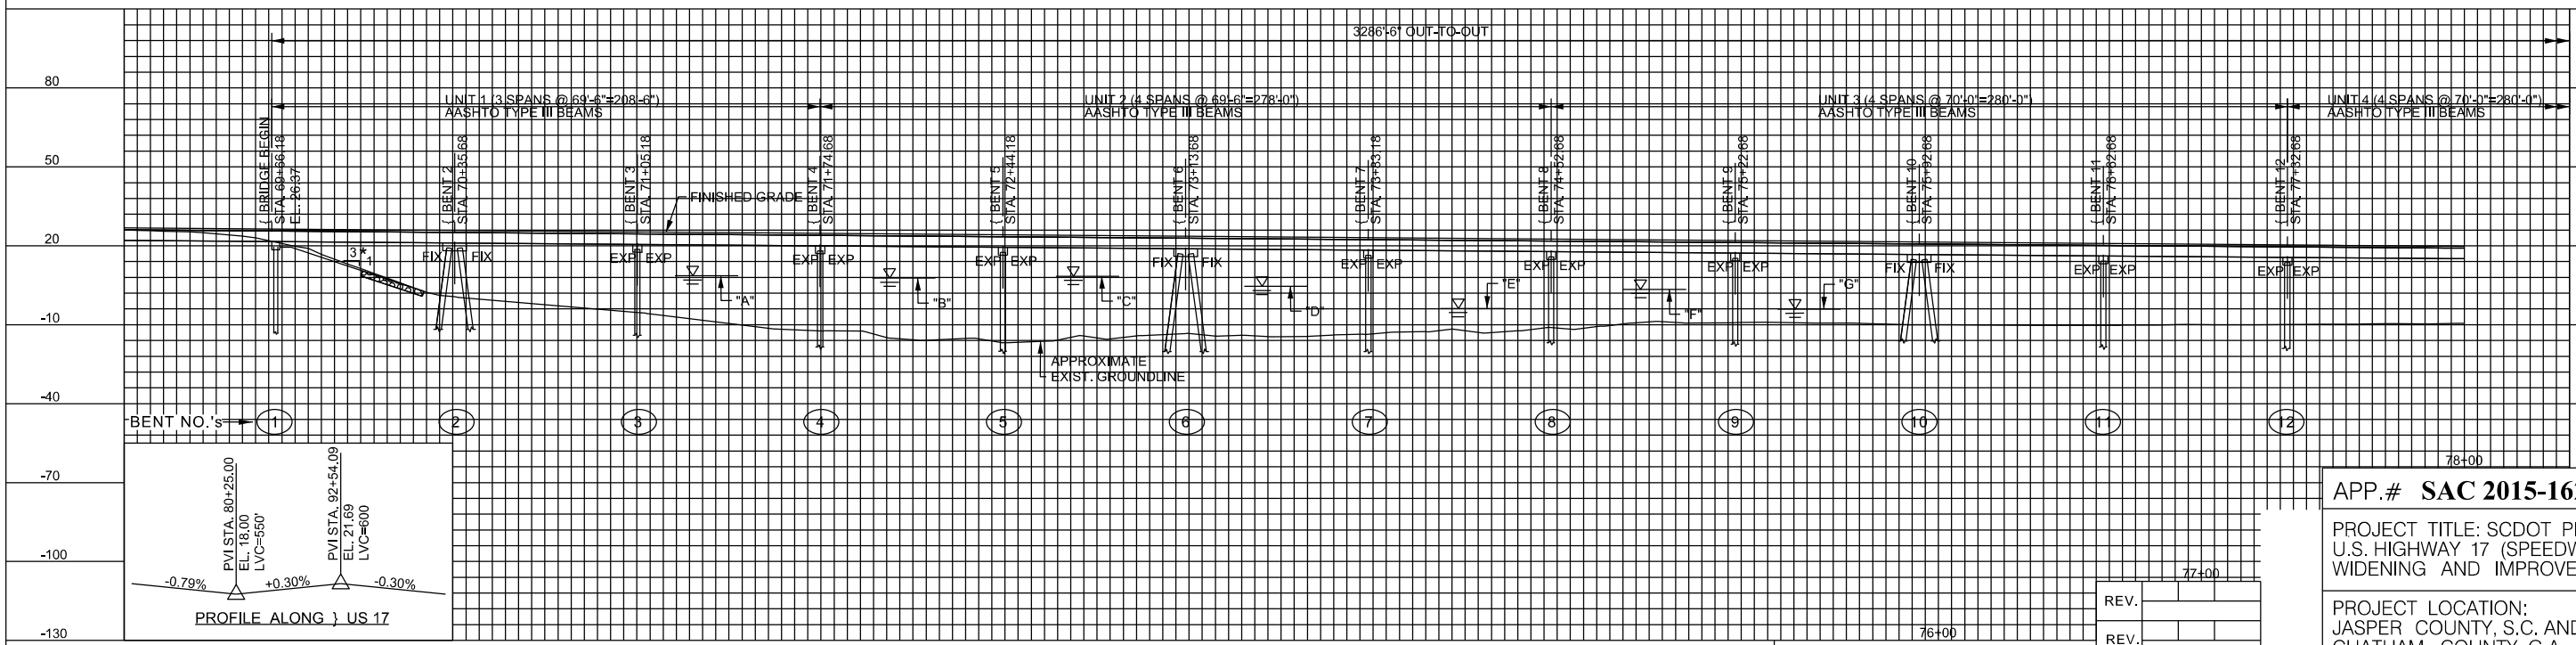 3286'-6" OUT-TO-OUT
80
50
20
-10
-40
-70
-100
-130
UNIT 1 (3 SPANS @ 69'-6"=208'-6")
AASHTO TYPE III BEAMS
UNIT 2 (4 SPANS @ 69'-6"=278'-0")
AASHTO TYPE III BEAMS
UNIT 3 (4 SPANS @ 70'-0"=280'-0")
AASHTO TYPE III BEAMS
UNIT 4 (4 SPANS @ 70'-0"=280'-0")
AASHTO TYPE III BEAMS
{ BRIDGE BEGIN
STA. 69+66.18
EL. 26.37
{ BENT 2
STA. 70+35.68
{ BENT 3
STA. 71+05.18
{ BENT 4
STA. 71+74.68
{ BENT 5
STA. 72+44.18
{ BENT 6
STA. 73+13.68
{ BENT 7
STA. 73+83.18
{ BENT 8
STA. 74+52.68
{ BENT 9
STA. 75+22.68
{ BENT 10
STA. 75+92.68
{ BENT 11
STA. 76+62.68
{ BENT 12
STA. 77+32.68
FINISHED GRADE
3 *
1
FIX FIX
EXP EXP
EXP EXP
EXP EXP
FIX FIX
EXP EXP
EXP EXP
EXP EXP
FIX FIX
EXP EXP
EXP EXP
"A"
"B"
"C"
"D"
"E"
"F"
"G"
APPROXIMATE
EXIST. GROUNDLINE
BENT NO.'s
1
2
3
4
5
6
7
8
9
10
11
12
PVI STA. 80+25.00
EL. 18.00
LVC=550'
PVI STA. 92+54.09
EL. 21.69
LVC=600
-0.79%
+0.30%
-0.30%
PROFILE ALONG } US 17
76+00
77+00
78+00
REV.
REV.
APP.# SAC 2015-16
PROJECT TITLE: SCDOT
U.S. HIGHWAY 17
WIDENING AND
PROJECT LOCATION:
JASPER COUNTY, S.C. AND
CHATHAM COUNTY, G.A.